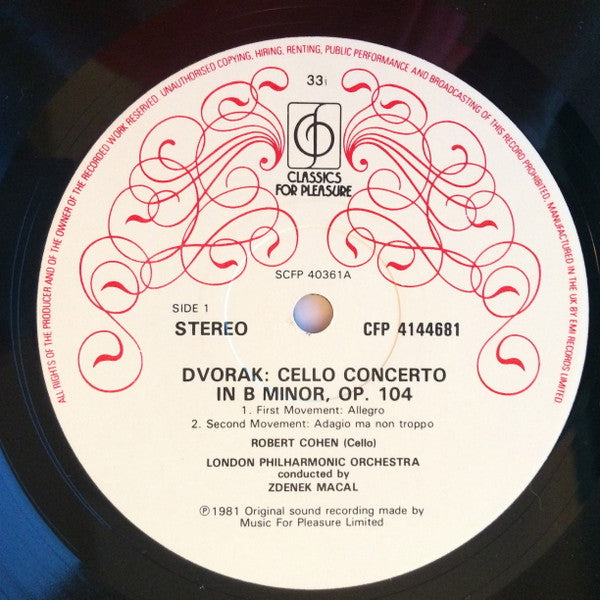 ALL RIGHTS OF THE PRODUCER AND OF THE OWNER OF THE RECORDED WORK RESERVED. UNAUTHORISED COPYING, HIRING, RENTING, PUBLIC PERFORMANCE AND BROADCASTING OF THIS RECORD PROHIBITED. MANUFACTURED IN THE UK BY EMI RECORDS LIMITED
33⅓
CLASSICS
FOR PLEASURE
SCFP 40361A
SIDE 1
STEREO CFP 4144681
DVORAK: CELLO CONCERTO
IN B MINOR, OP. 104
1. First Movement: Allegro
2. Second Movement: Adagio ma non troppo
ROBERT COHEN (Cello)
LONDON PHILHARMONIC ORCHESTRA
conducted by
ZDENEK MACAL
℗ 1981 Original sound recording made by
Music For Pleasure Limited